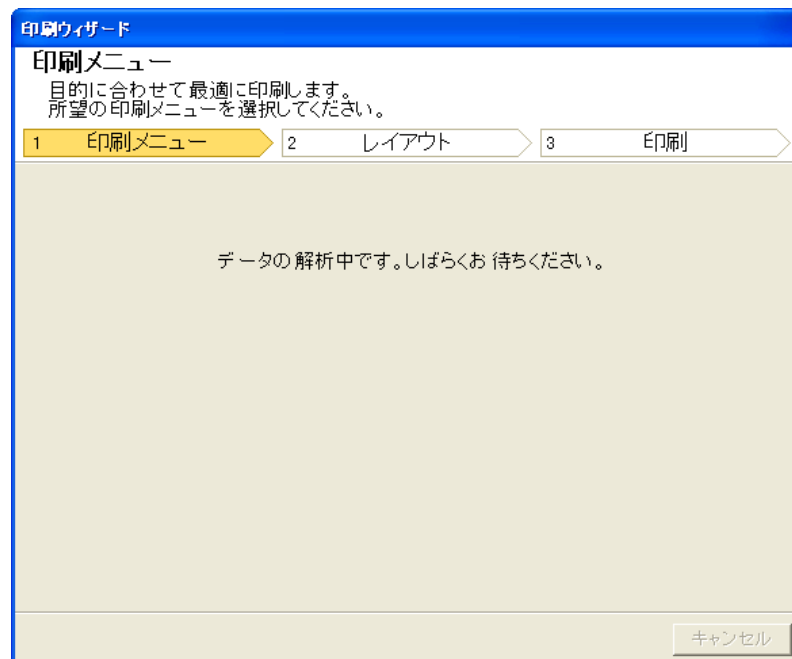 印刷ウィザード
印刷メニュー
目的に合わせて最適に印刷します。
所望の印刷メニューを選択してください。
1 印刷メニュー 2 レイアウト 3 印刷
データの解析中です。しばらくお待ちください。
キャンセル